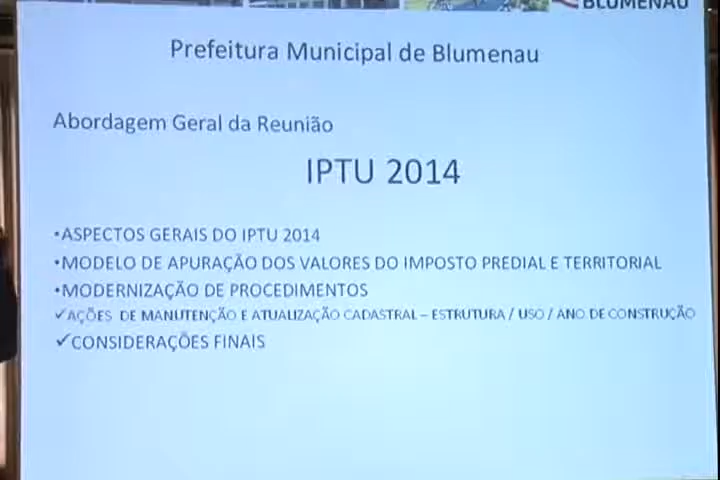 BLUMENAU
Prefeitura Municipal de Blumenau
Abordagem Geral da Reunião
IPTU 2014
•ASPECTOS GERAIS DO IPTU 2014
•MODELO DE APURAÇÃO DOS VALORES DO IMPOSTO PREDIAL E TERRITORIAL
•MODERNIZAÇÃO DE PROCEDIMENTOS
✓AÇÕES DE MANUTENÇÃO E ATUALIZAÇÃO CADASTRAL – ESTRUTURA / USO / ANO DE CONSTRUÇÃO
✓CONSIDERAÇÕES FINAIS